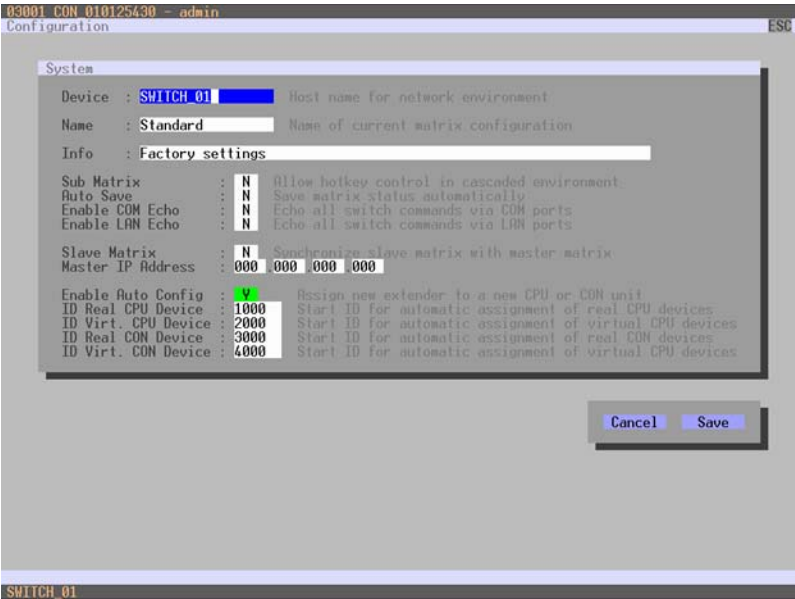 03001 CON_010125430 - admin
Configuration ESC
System
Device : SWITCH_01 Host name for network environment
Name : Standard Name of current matrix configuration
Info : Factory settings
Sub Matrix : N Allow hotkey control in cascaded environment
Auto Save : N Save matrix status automatically
Enable COM Echo : N Echo all switch commands via COM ports
Enable LAN Echo : N Echo all switch commands via LAN ports
Slave Matrix : N Synchronize slave matrix with master matrix
Master IP Address : 000 .000 .000 .000
Enable Auto Config : Y Assign new extender to a new CPU or CON unit
ID Real CPU Device : 1000 Start ID for automatic assignment of real CPU devices
ID Virt. CPU Device : 2000 Start ID for automatic assignment of virtual CPU devices
ID Real CON Device : 3000 Start ID for automatic assignment of real CON devices
ID Virt. CON Device : 4000 Start ID for automatic assignment of virtual CPU devices
Cancel Save
SWITCH_01